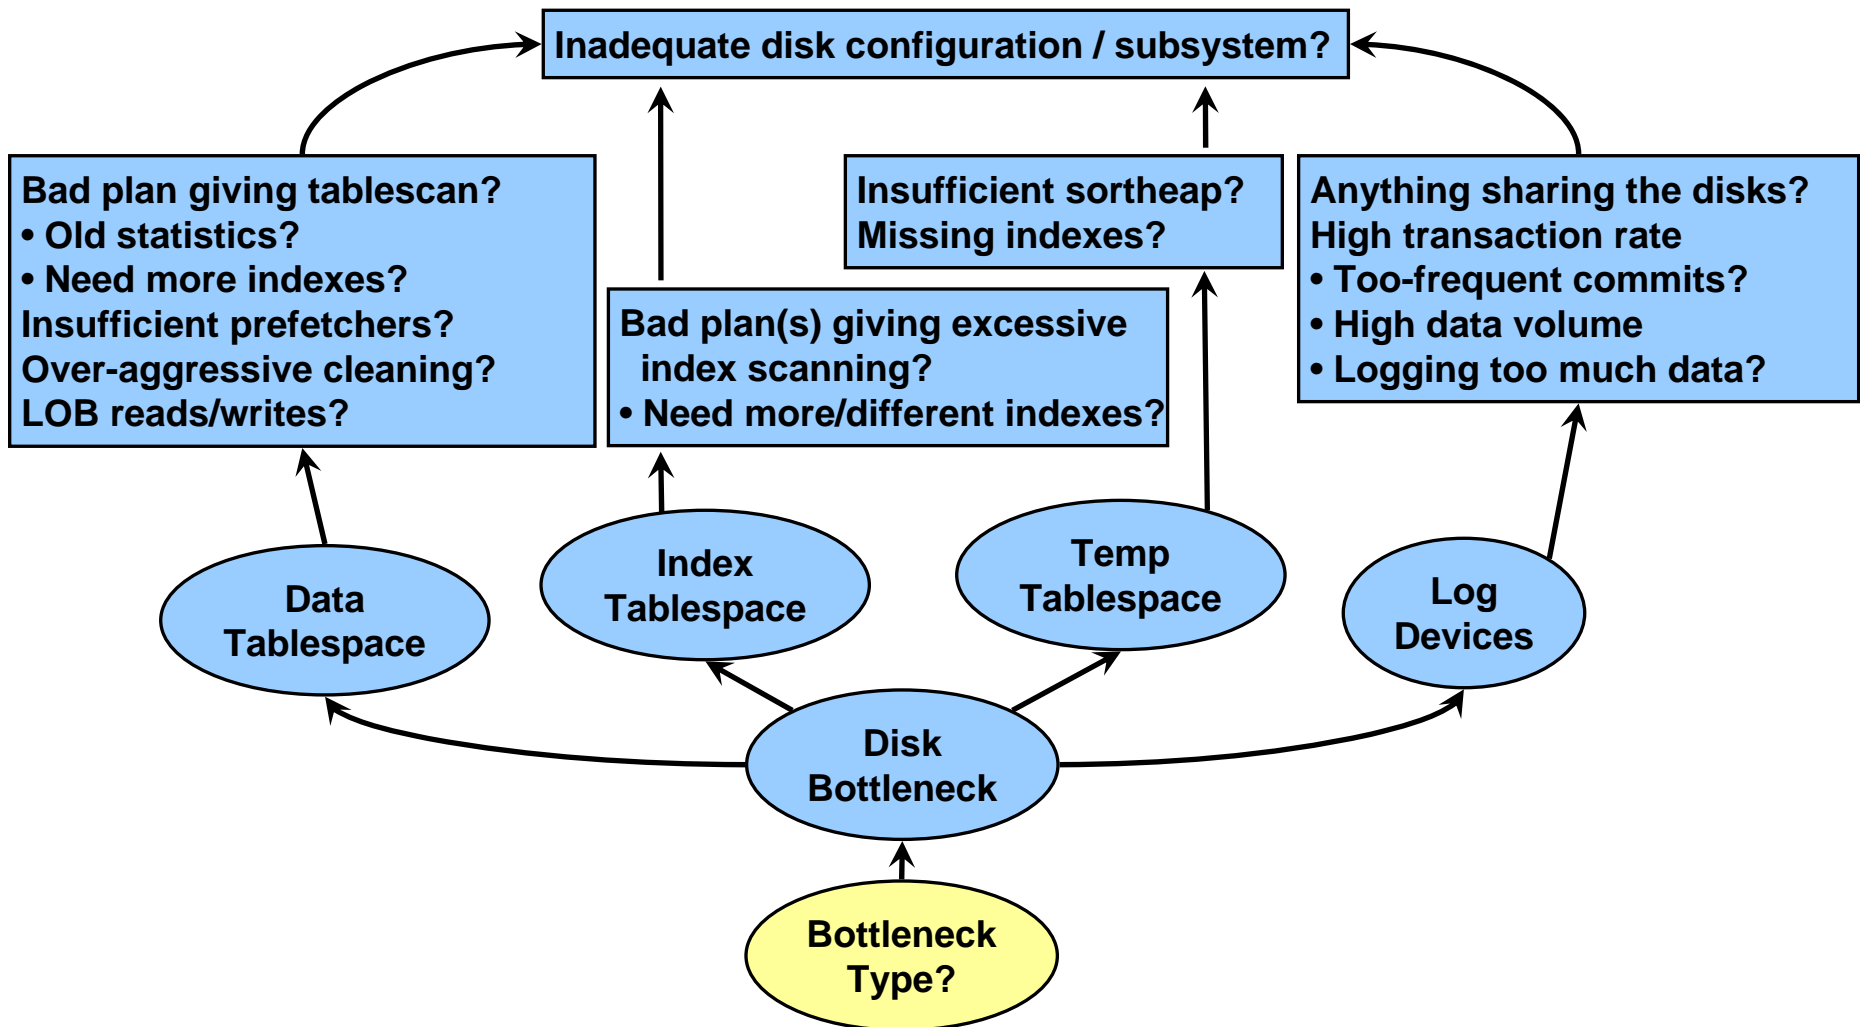 Inadequate disk configuration / subsystem?
Bad plan giving tablescan?
• Old statistics?
• Need more indexes?
Insufficient prefetchers?
Over-aggressive cleaning?
LOB reads/writes?
Bad plan(s) giving excessive
index scanning?
• Need more/different indexes?
Insufficient sortheap?
Missing indexes?
Anything sharing the disks?
High transaction rate
• Too-frequent commits?
• High data volume
• Logging too much data?
Data
Tablespace
Index
Tablespace
Temp
Tablespace
Log
Devices
Disk
Bottleneck
Bottleneck
Type?